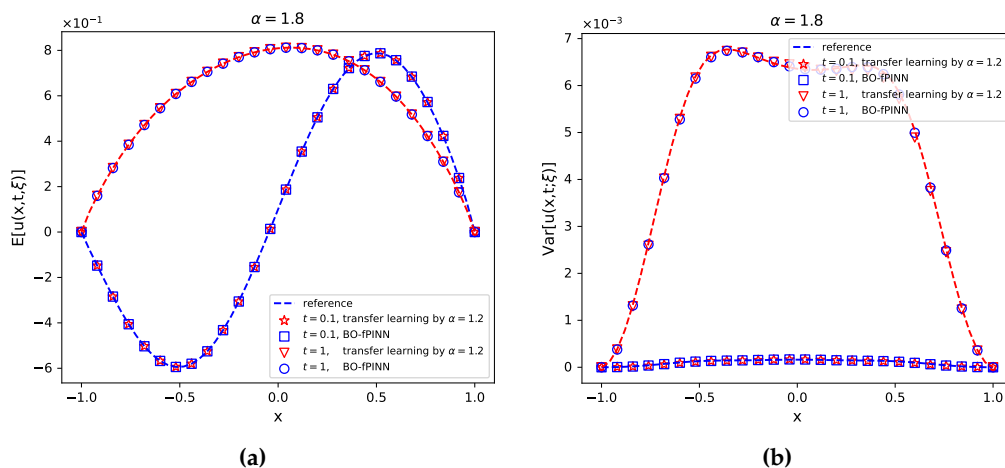 α = 1.8
×10⁻¹
8
6
4
2
0
−2
−4
−6
E[u(x,t;ξ)]
−1.0 −0.5 0.0 0.5 1.0
x
reference
t = 0.1, transfer learning by α = 1.2
t = 0.1, BO-fPINN
t = 1, transfer learning by α = 1.2
t = 1, BO-fPINN
(a)
α = 1.8
×10⁻³
7
6
5
4
3
2
1
0
Var[u(x,t;ξ)]
−1.0 −0.5 0.0 0.5 1.0
x
reference
t = 0.1, transfer learning by α = 1.2
t = 0.1, BO-fPINN
t = 1, transfer learning by α = 1.2
t = 1, BO-fPINN
(b)